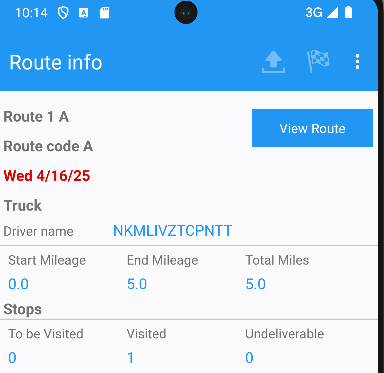 10:14 A 3G
Route info
Route 1 A
View Route
Route code A
Wed 4/16/25
Truck
Driver name NKMLIVZTCPNTT
Start Mileage End Mileage Total Miles
0.0 5.0 5.0
Stops
To be Visited Visited Undeliverable
0 1 0